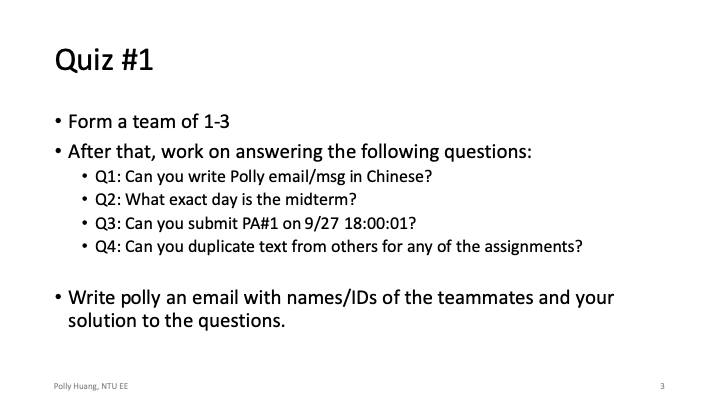 Quiz #1
• Form a team of 1-3
• After that, work on answering the following questions:
• Q1: Can you write Polly email/msg in Chinese?
• Q2: What exact day is the midterm?
• Q3: Can you submit PA#1 on 9/27 18:00:01?
• Q4: Can you duplicate text from others for any of the assignments?
• Write polly an email with names/IDs of the teammates and your
solution to the questions.
Polly Huang, NTU EE
3